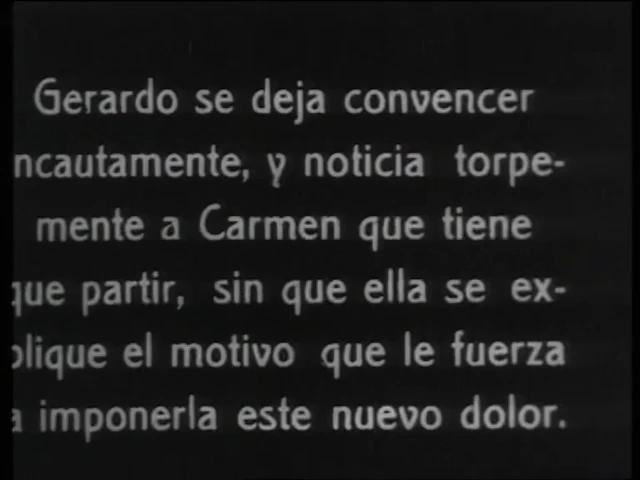 Gerardo se deja convencer
incautamente, y noticia torpe-
mente a Carmen que tiene
que partir, sin que ella se ex-
plique el motivo que le fuerza
a imponerla este nuevo dolor.